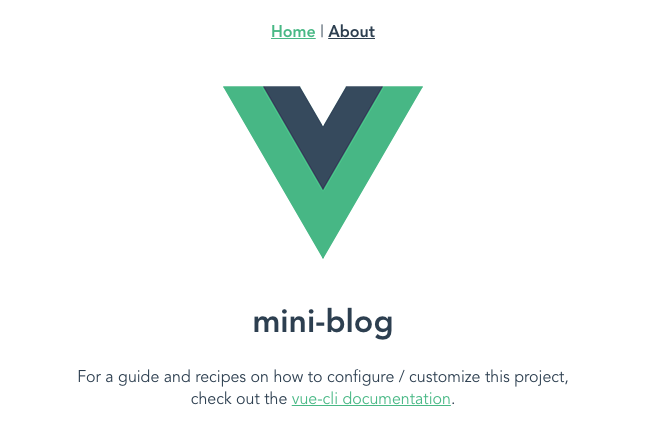 Home | About
mini-blog
For a guide and recipes on how to configure / customize this project,
check out the vue-cli documentation.